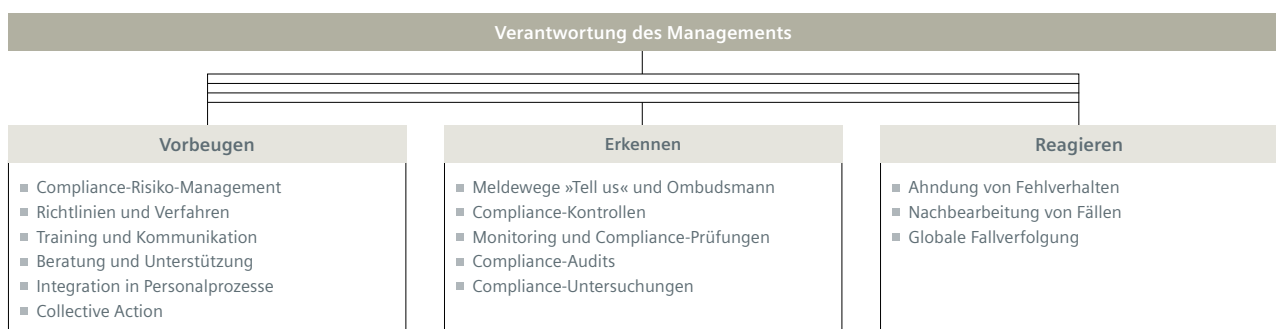 Verantwortung des Managements
Vorbeugen
Compliance-Risiko-Management
Richtlinien und Verfahren
Training und Kommunikation
Beratung und Unterstützung
Integration in Personalprozesse
Collective Action
Erkennen
Meldewege »Tell us« und Ombudsmann
Compliance-Kontrollen
Monitoring und Compliance-Prüfungen
Compliance-Audits
Compliance-Untersuchungen
Reagieren
Ahndung von Fehlverhalten
Nachbearbeitung von Fällen
Globale Fallverfolgung